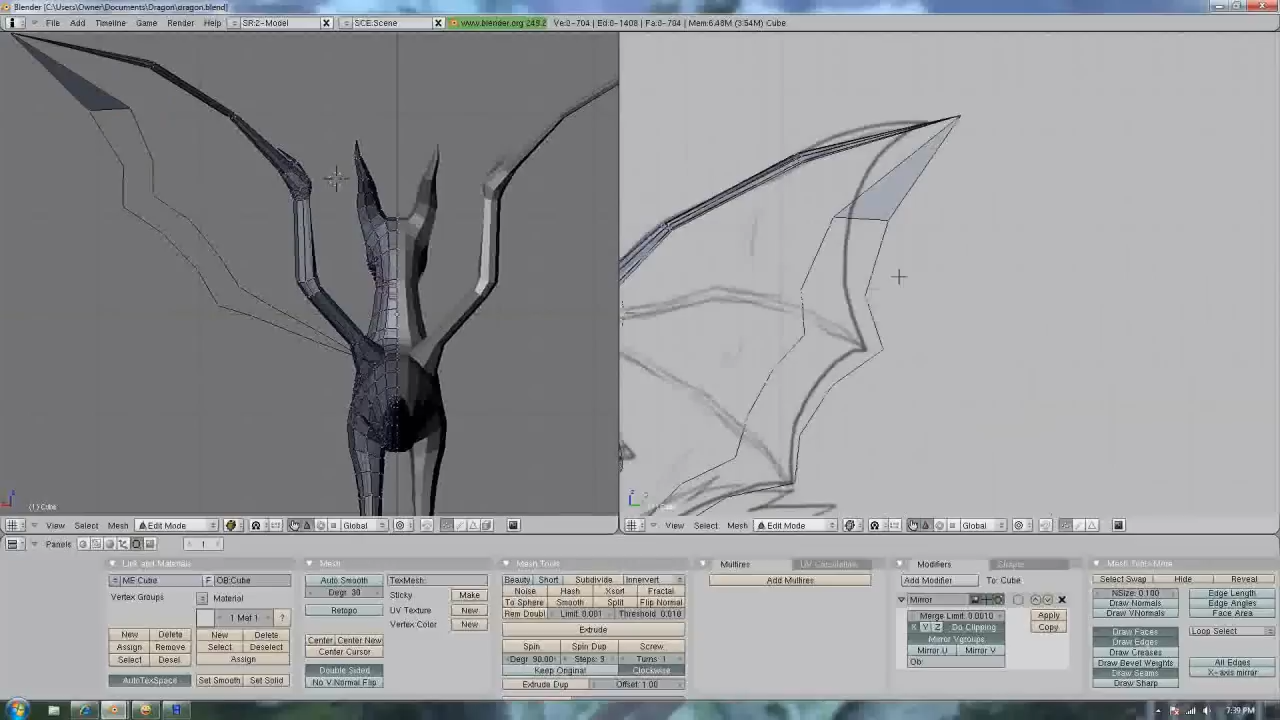 Blender [C:\Users\Owner\Documents\Dragon\dragon.blend]
File Add Timeline Game Render Help SR:2-Model SCE:Scene www.blender.org 249.2 Ve:0-704 | Ed:0-1408 | Fa:0-704 | Mem:6.48M (3.54M) Cube
(1) Cube
View Select Mesh Edit Mode Global View Select Mesh Edit Mode Global
Panels 1
Link and Materials Mesh Mesh Tools Multires UV Calculation Modifiers Shapes Mesh Tools More
ME:Cube F OB:Cube Auto Smooth TexMesh: Beauty Short Subdivide Innervert Add Multires Add Modifier To: Cube Select Swap Hide Reveal
Vertex Groups Material Degr: 30 Sticky Make Noise Hash Xsort Fractal Mirror NSize: 0.100 Edge Length
1 Mat 1 ? Retopo UV Texture New To Sphere Smooth Split Flip Normal Merge Limit: 0.0010 Apply Draw Normals Edge Angles
Vertex Color New Rem Doubl Limit: 0.001 Threshold: 0.010 X Y Z Do Clipping Copy Draw VNormals Face Area
New Delete New Delete Center Center New Extrude Mirror Vgroups Draw Faces Loop Select
Assign Remove Select Deselect Center Cursor Spin Spin Dup Screw Mirror U Mirror V Draw Edges
Select Desel Assign Double Sided Degr: 90.00 Steps: 9 Turns: 1 Ob: Draw Creases All Edges
AutoTexSpace Set Smooth Set Solid No V.Normal Flip Keep Original Clockwise Draw Bevel Weights X-axis mirror
Extrude Dup Offset: 1.00 Draw Seams
Draw Sharp
7:39 PM